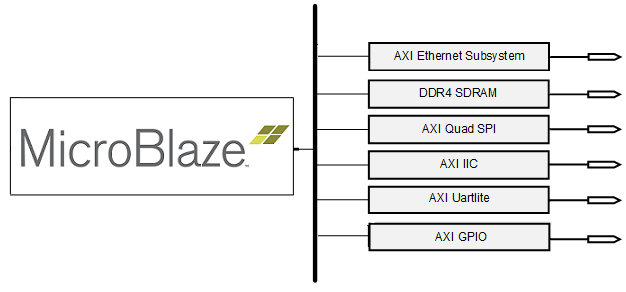 MicroBlaze™
AXI Ethernet Subsystem
DDR4 SDRAM
AXI Quad SPI
AXI IIC
AXI Uartlite
AXI GPIO